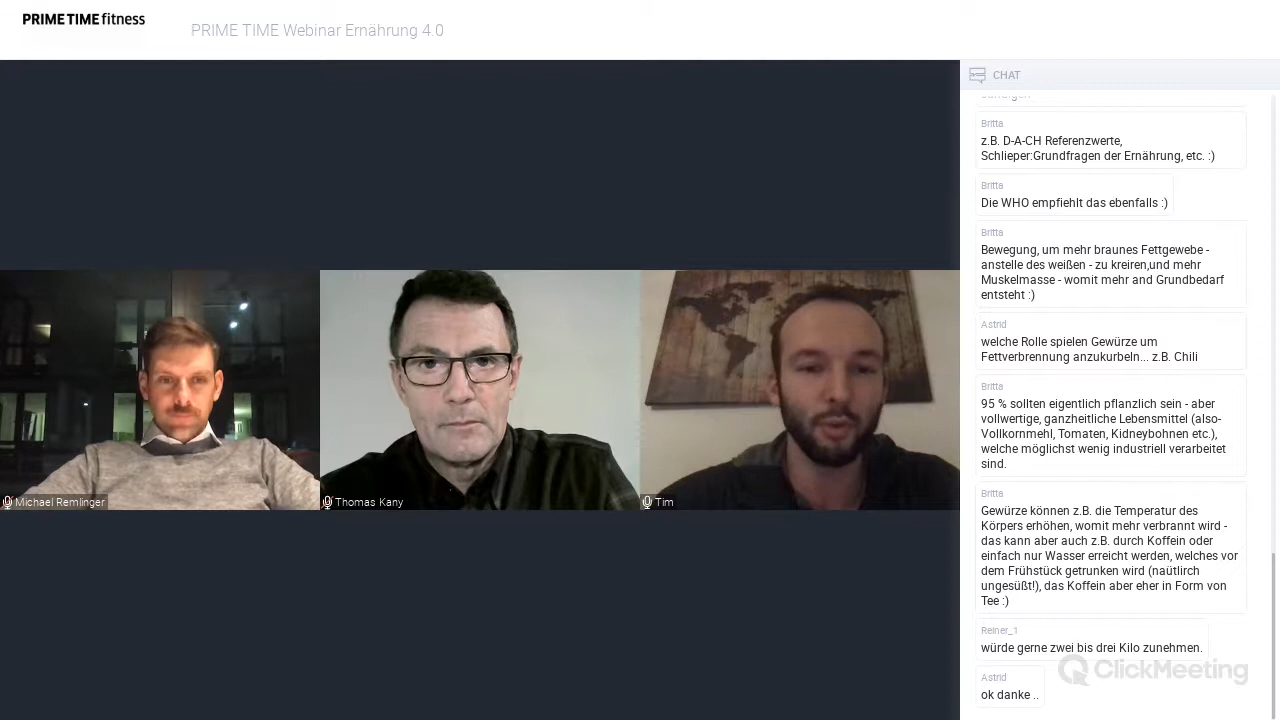 PRIME TIME fitness
PRIME TIME Webinar Ernährung 4.0
CHAT
Britta
z.B. D-A-CH Referenzwerte,
Schlieper:Grundfragen der Ernährung, etc. :)
Britta
Die WHO empfiehlt das ebenfalls :)
Britta
Bewegung, um mehr braunes Fettgewebe -
anstelle des weißen - zu kreiren,und mehr
Muskelmasse - womit mehr and Grundbedarf
entsteht :)
Astrid
welche Rolle spielen Gewürze um
Fettverbrennung anzukurbeln... z.B. Chili
Britta
95 % sollten eigentlich pflanzlich sein - aber
vollwertige, ganzheitliche Lebensmittel (also-
Vollkornmehl, Tomaten, Kidneybohnen etc.),
welche möglichst wenig industriell verarbeitet
sind.
Britta
Gewürze können z.B. die Temperatur des
Körpers erhöhen, womit mehr verbrannt wird -
das kann aber auch z.B. durch Koffein oder
einfach nur Wasser erreicht werden, welches vor
dem Frühstück getrunken wird (naütlirch
ungesüßt!), das Koffein aber eher in Form von
Tee :)
Reiner_1
würde gerne zwei bis drei Kilo zunehmen.
Astrid
ok danke ..
ClickMeeting
Michael Remlinger
Thomas Kany
Tim